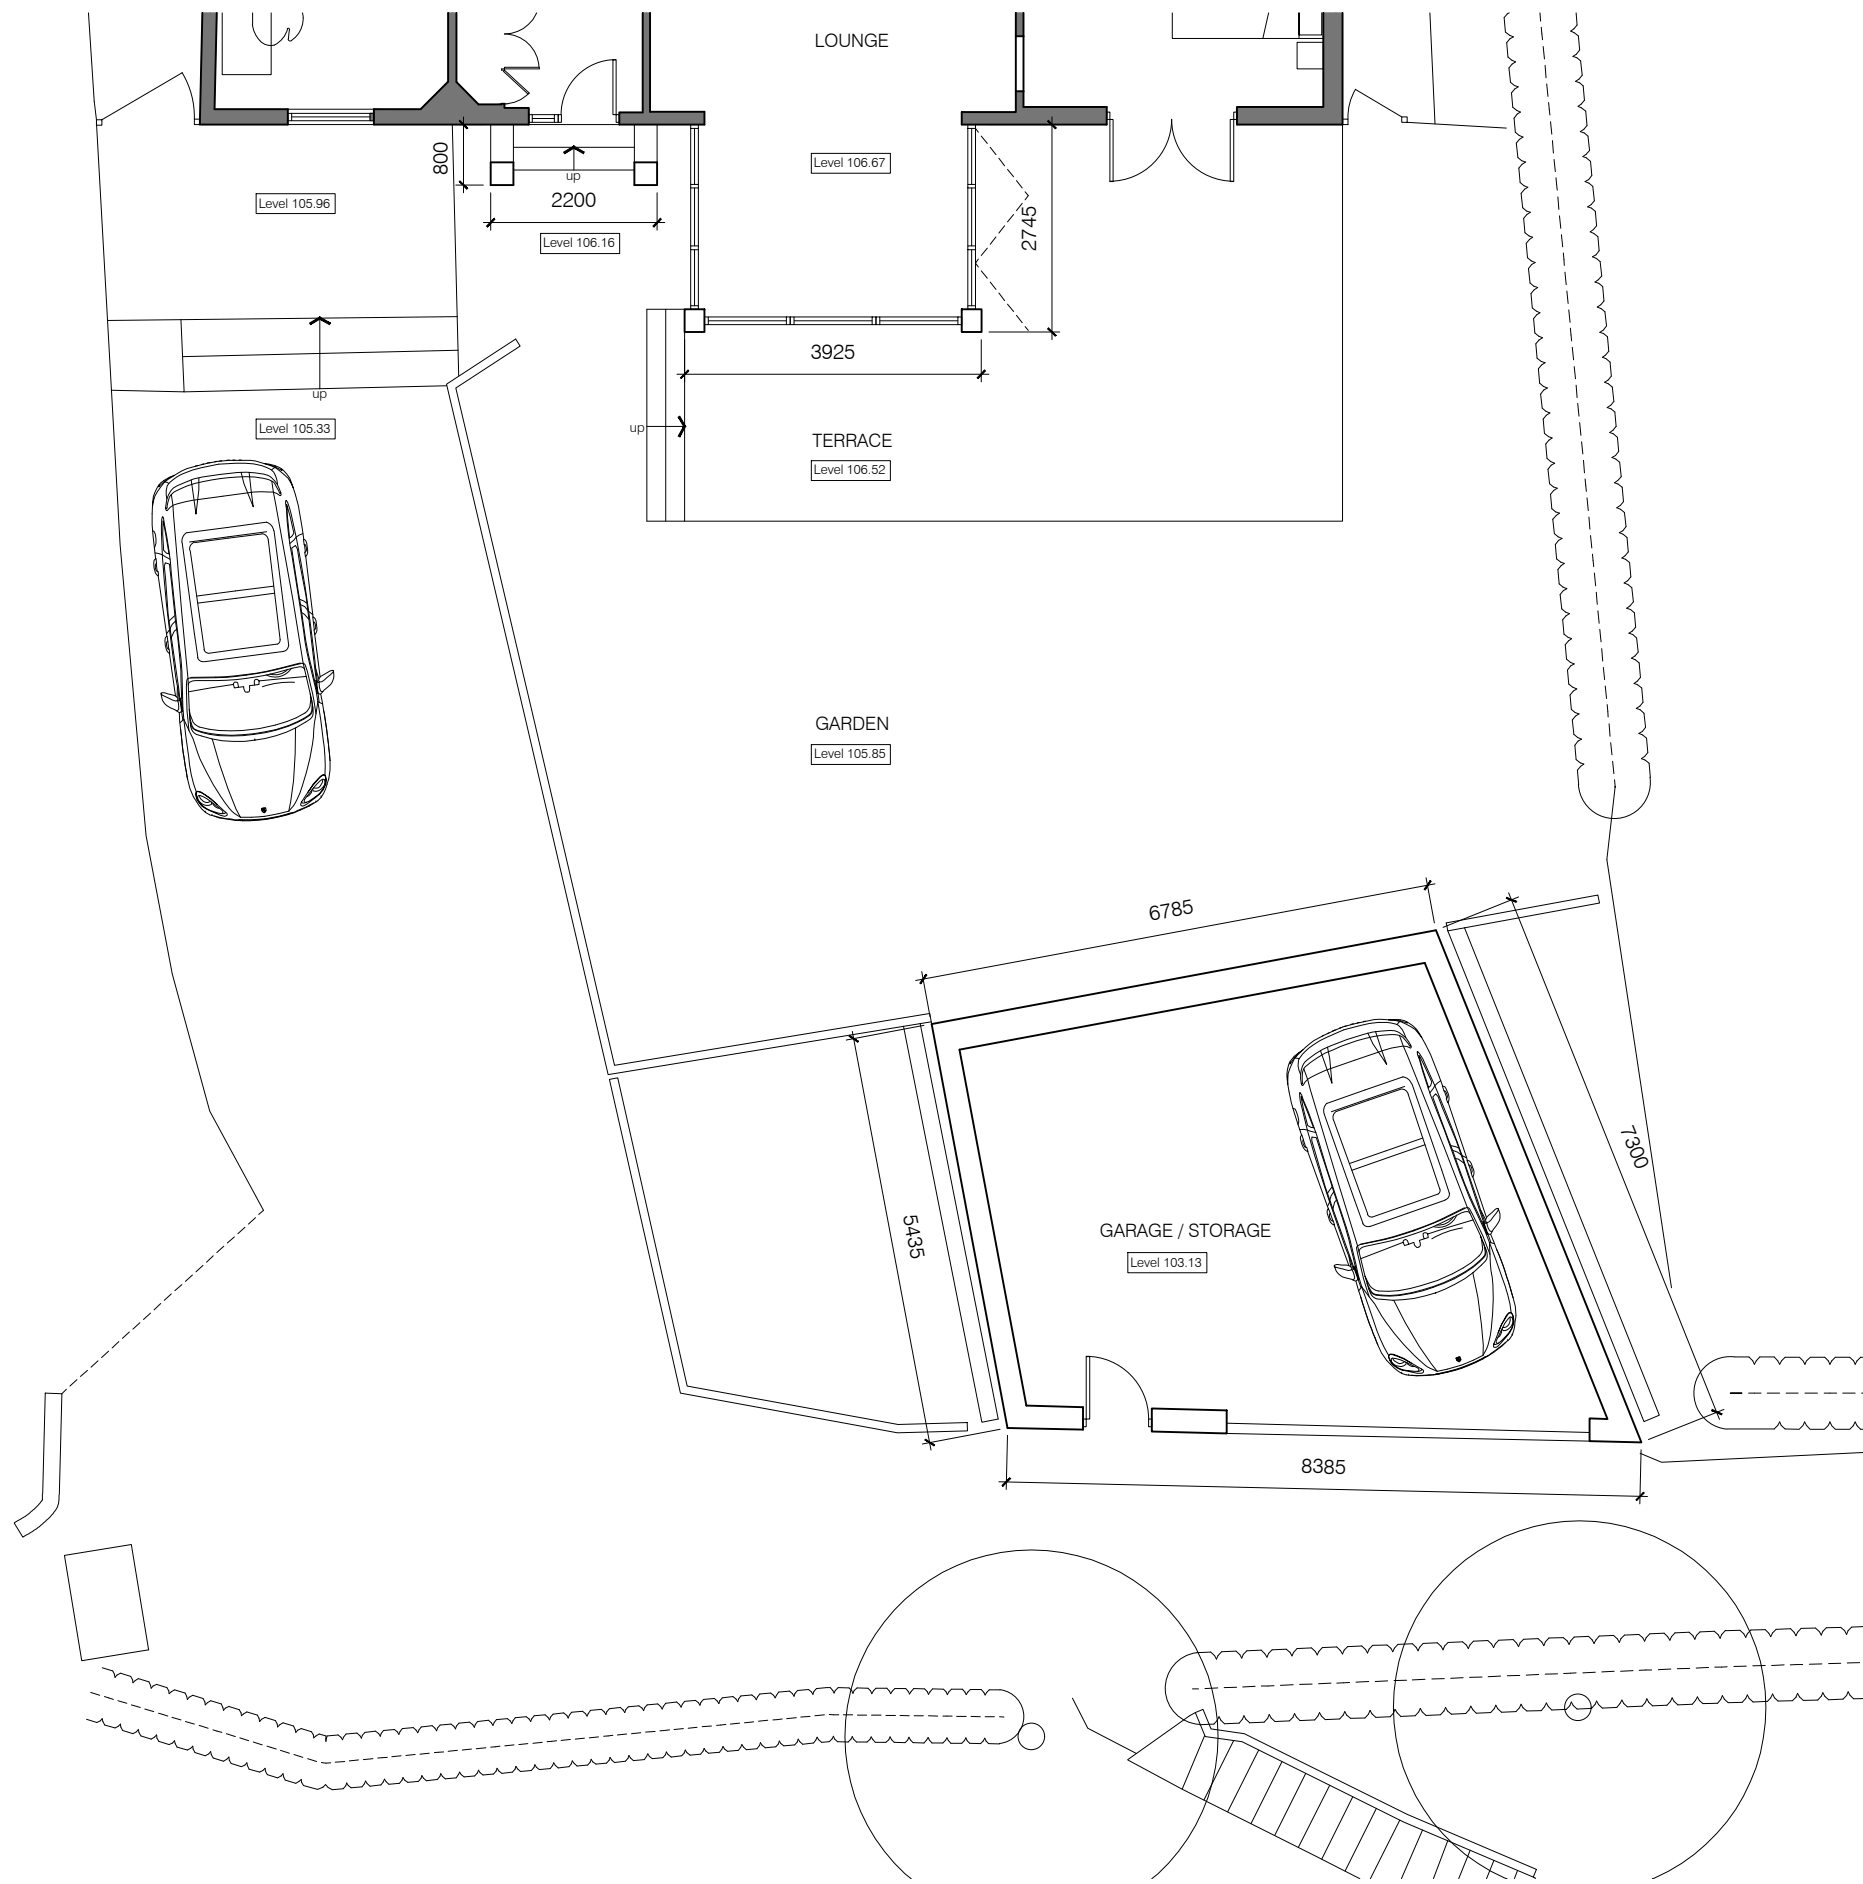 LOUNGE
800
Level 106.67
up
Level 105.96
2200
2745
Level 106.16
3925
up
Level 105.33
up
TERRACE
Level 106.52
GARDEN
Level 105.85
6785
7300
5435
GARAGE / STORAGE
Level 103.13
8385